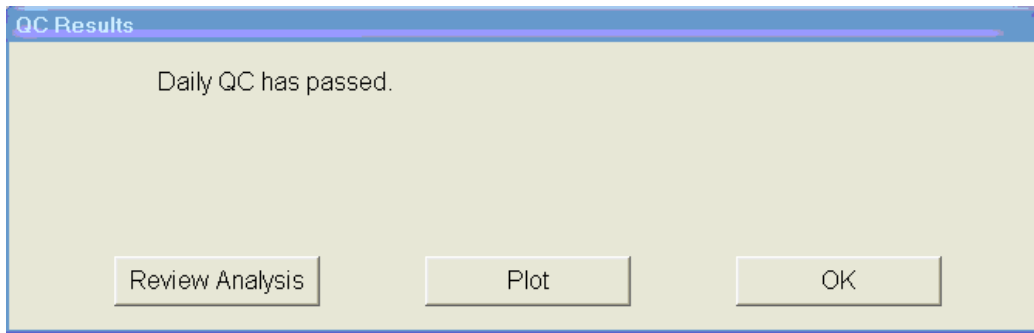 QC Results
Daily QC has passed.
Review Analysis
Plot
OK